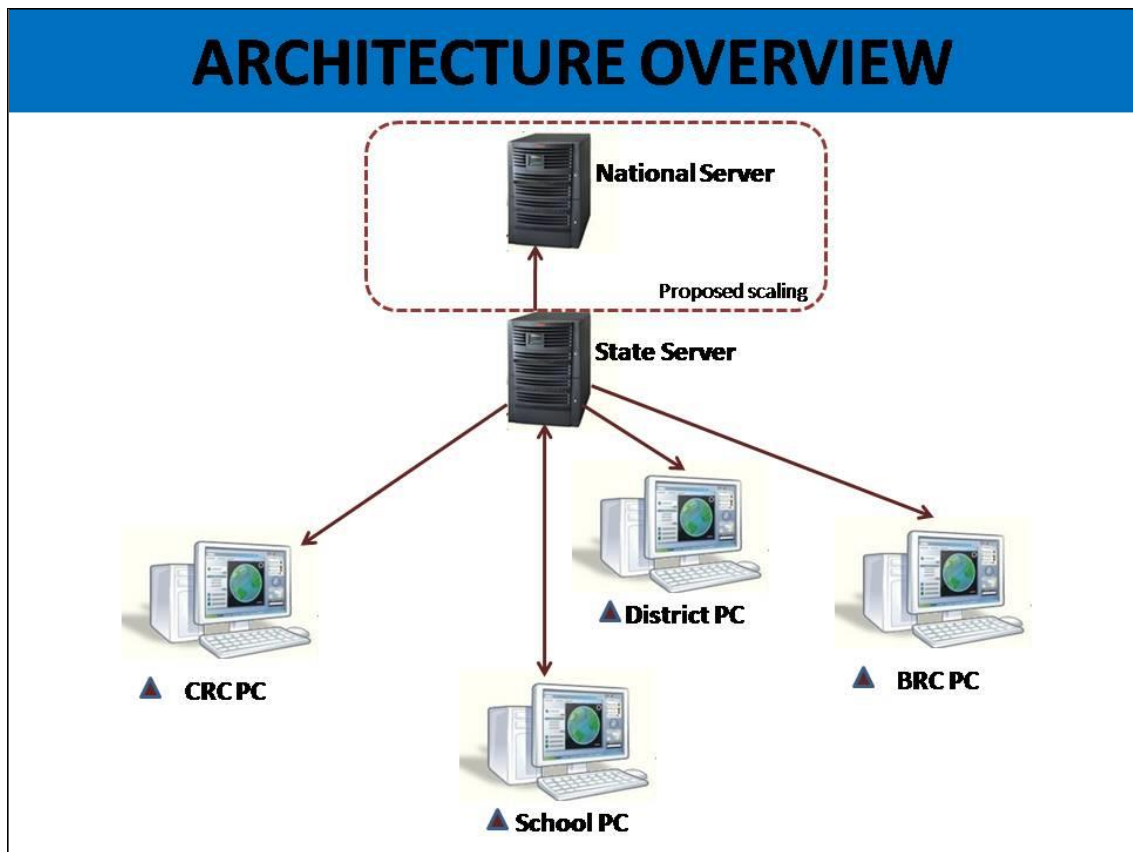 ARCHITECTURE OVERVIEW
National Server
Proposed scaling
State Server
District PC
CRC PC
BRC PC
School PC